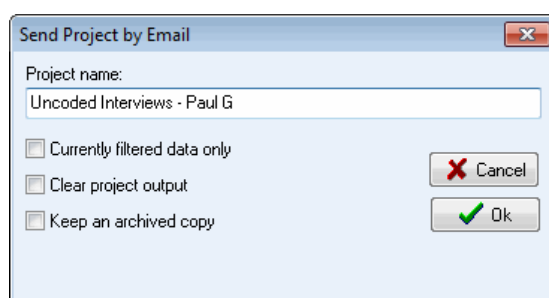 Send Project by Email
Project name:
Uncoded Interviews - Paul G
Currently filtered data only
Clear project output
Keep an archived copy
Cancel
Ok